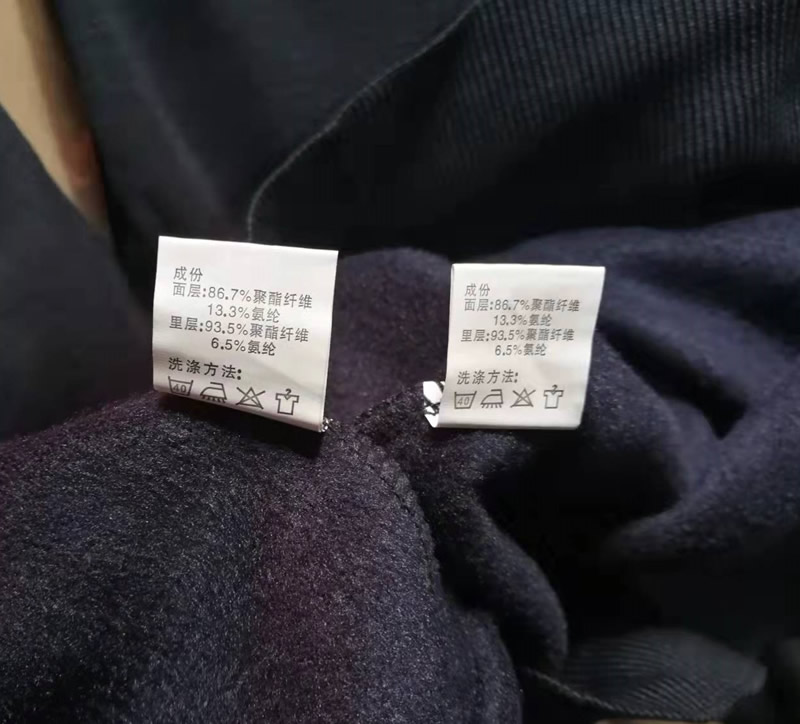 成份
面层:86.7%聚酯纤维
13.3%氨纶
里层:93.5%聚酯纤维
6.5%氨纶
洗涤方法:
40
成份
面层:86.7%聚酯纤维
13.3%氨纶
里层:93.5%聚酯纤维
6.5%氨纶
洗涤方法:
40